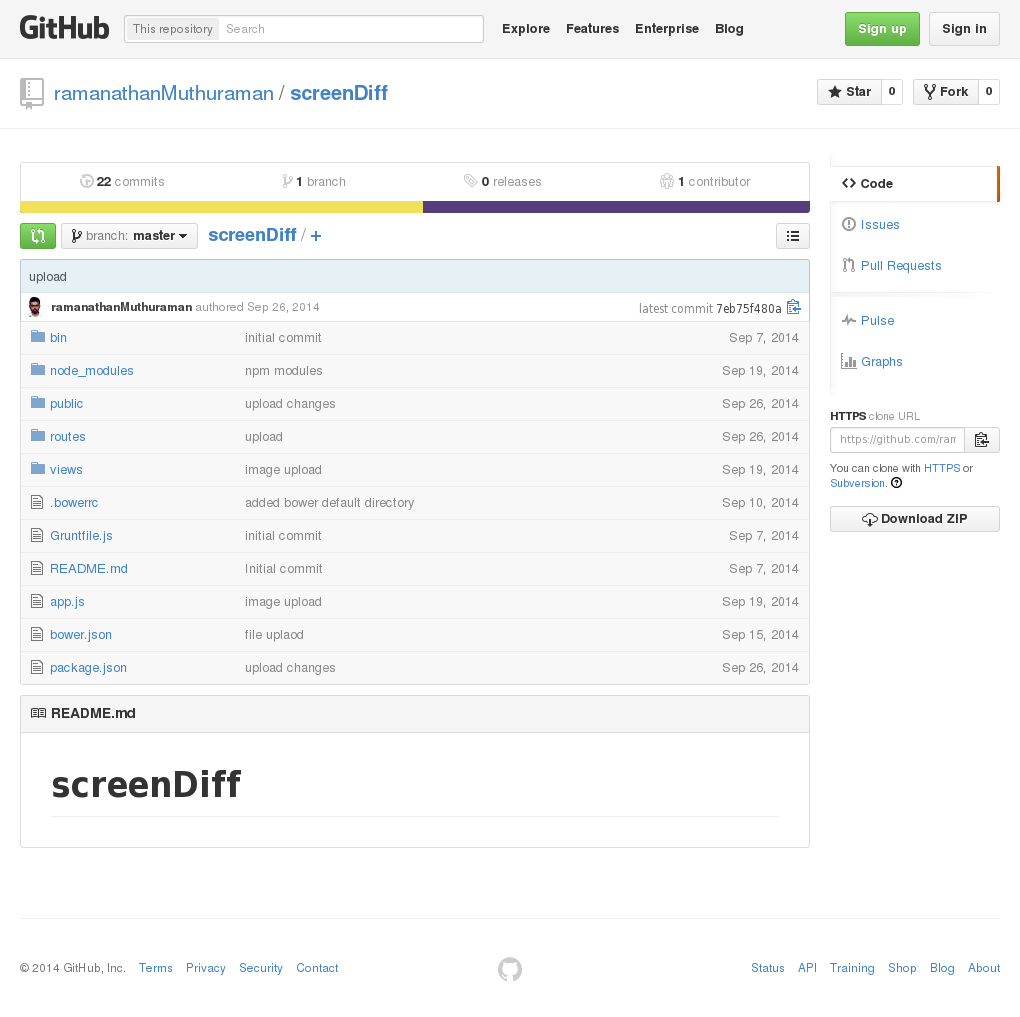 GitHub This repository Search Explore Features Enterprise Blog Sign up Sign in
ramanathanMuthuraman / screenDiff Star 0 Fork 0
22 commits 1 branch 0 releases 1 contributor
branch: master screenDiff / +
upload
ramanathanMuthuraman authored Sep 26, 2014 latest commit 7eb75f480a
bin initial commit Sep 7, 2014
node_modules npm modules Sep 19, 2014
public upload changes Sep 26, 2014
routes upload Sep 26, 2014
views image upload Sep 19, 2014
.bowerrc added bower default directory Sep 10, 2014
Gruntfile.js initial commit Sep 7, 2014
README.md Initial commit Sep 7, 2014
app.js image upload Sep 19, 2014
bower.json file uplaod Sep 15, 2014
package.json upload changes Sep 26, 2014
README.md
screenDiff
Code
Issues
Pull Requests
Pulse
Graphs
HTTPS clone URL
https://github.com/ran
You can clone with HTTPS or
Subversion.
Download ZIP
© 2014 GitHub, Inc. Terms Privacy Security Contact Status API Training Shop Blog About